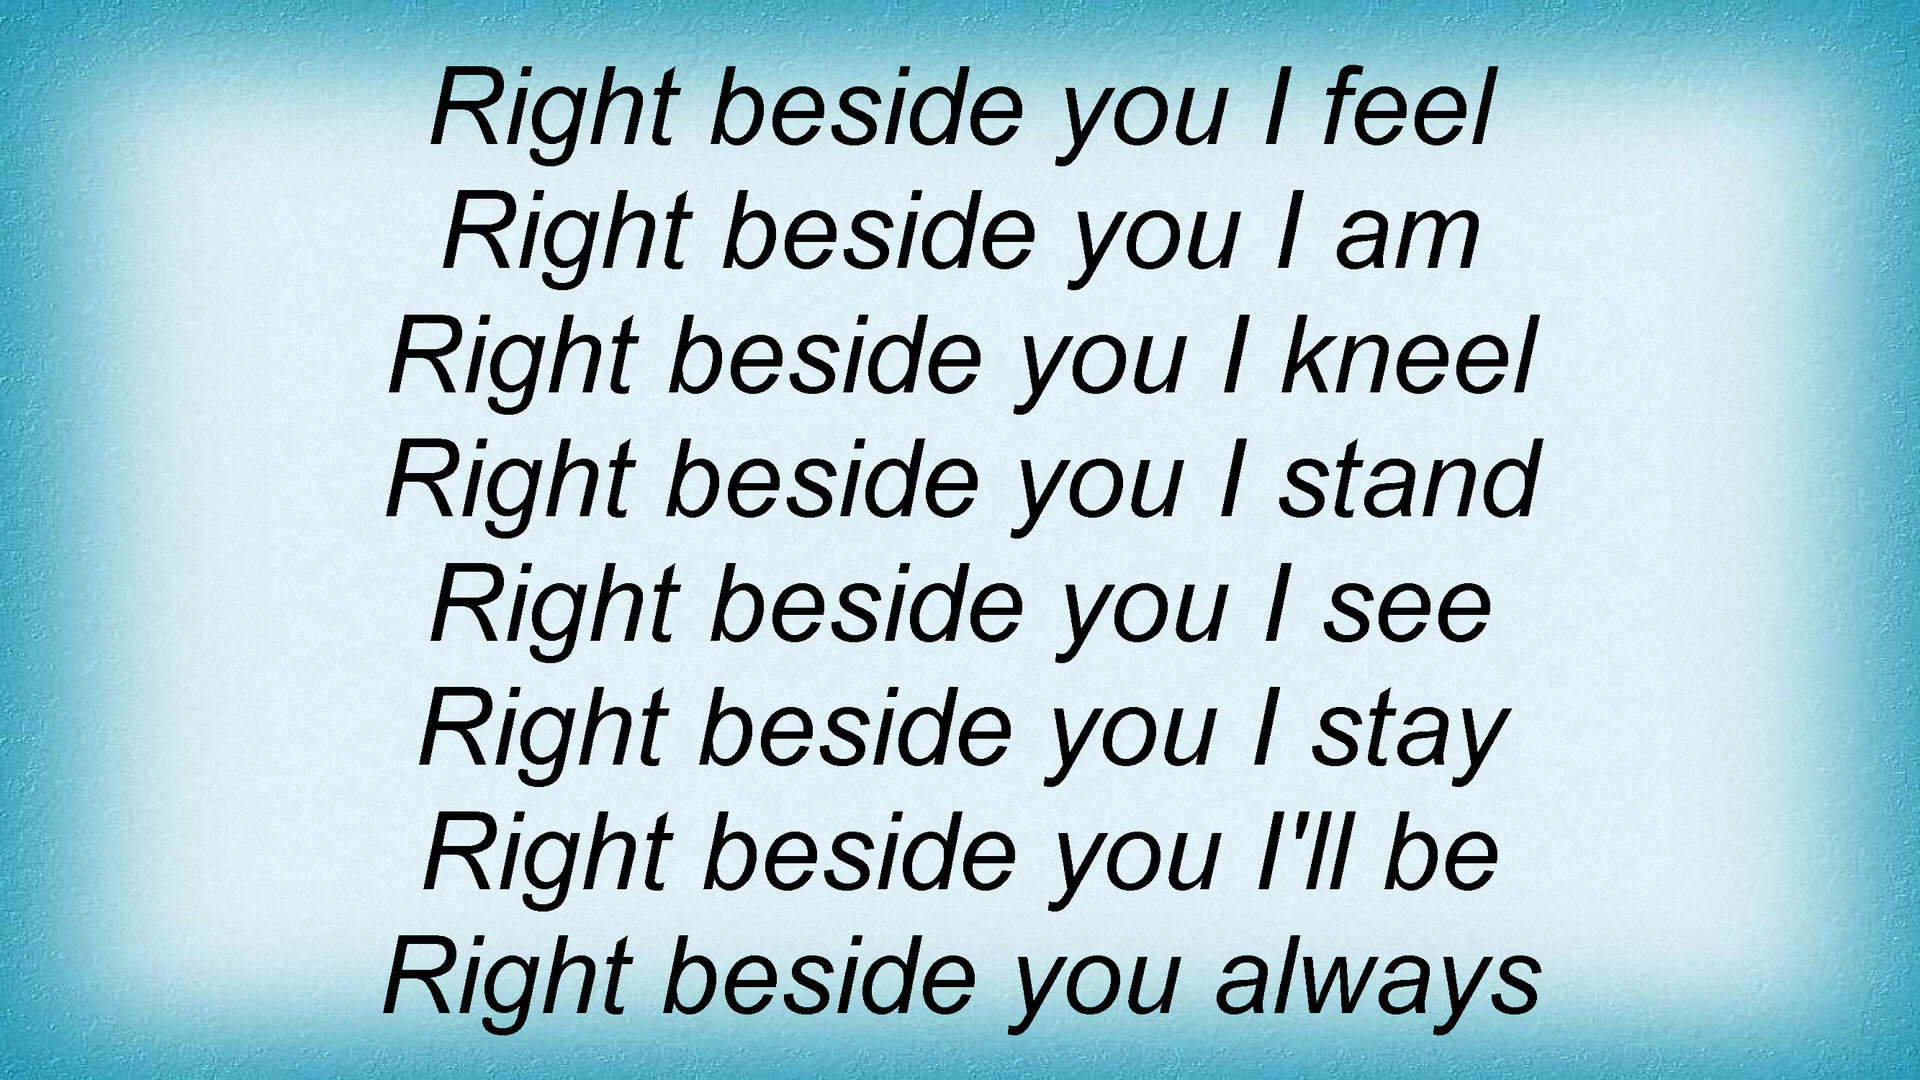 Right beside you I feel
Right beside you I am
Right beside you I kneel
Right beside you I stand
Right beside you I see
Right beside you I stay
Right beside you I'll be
Right beside you always